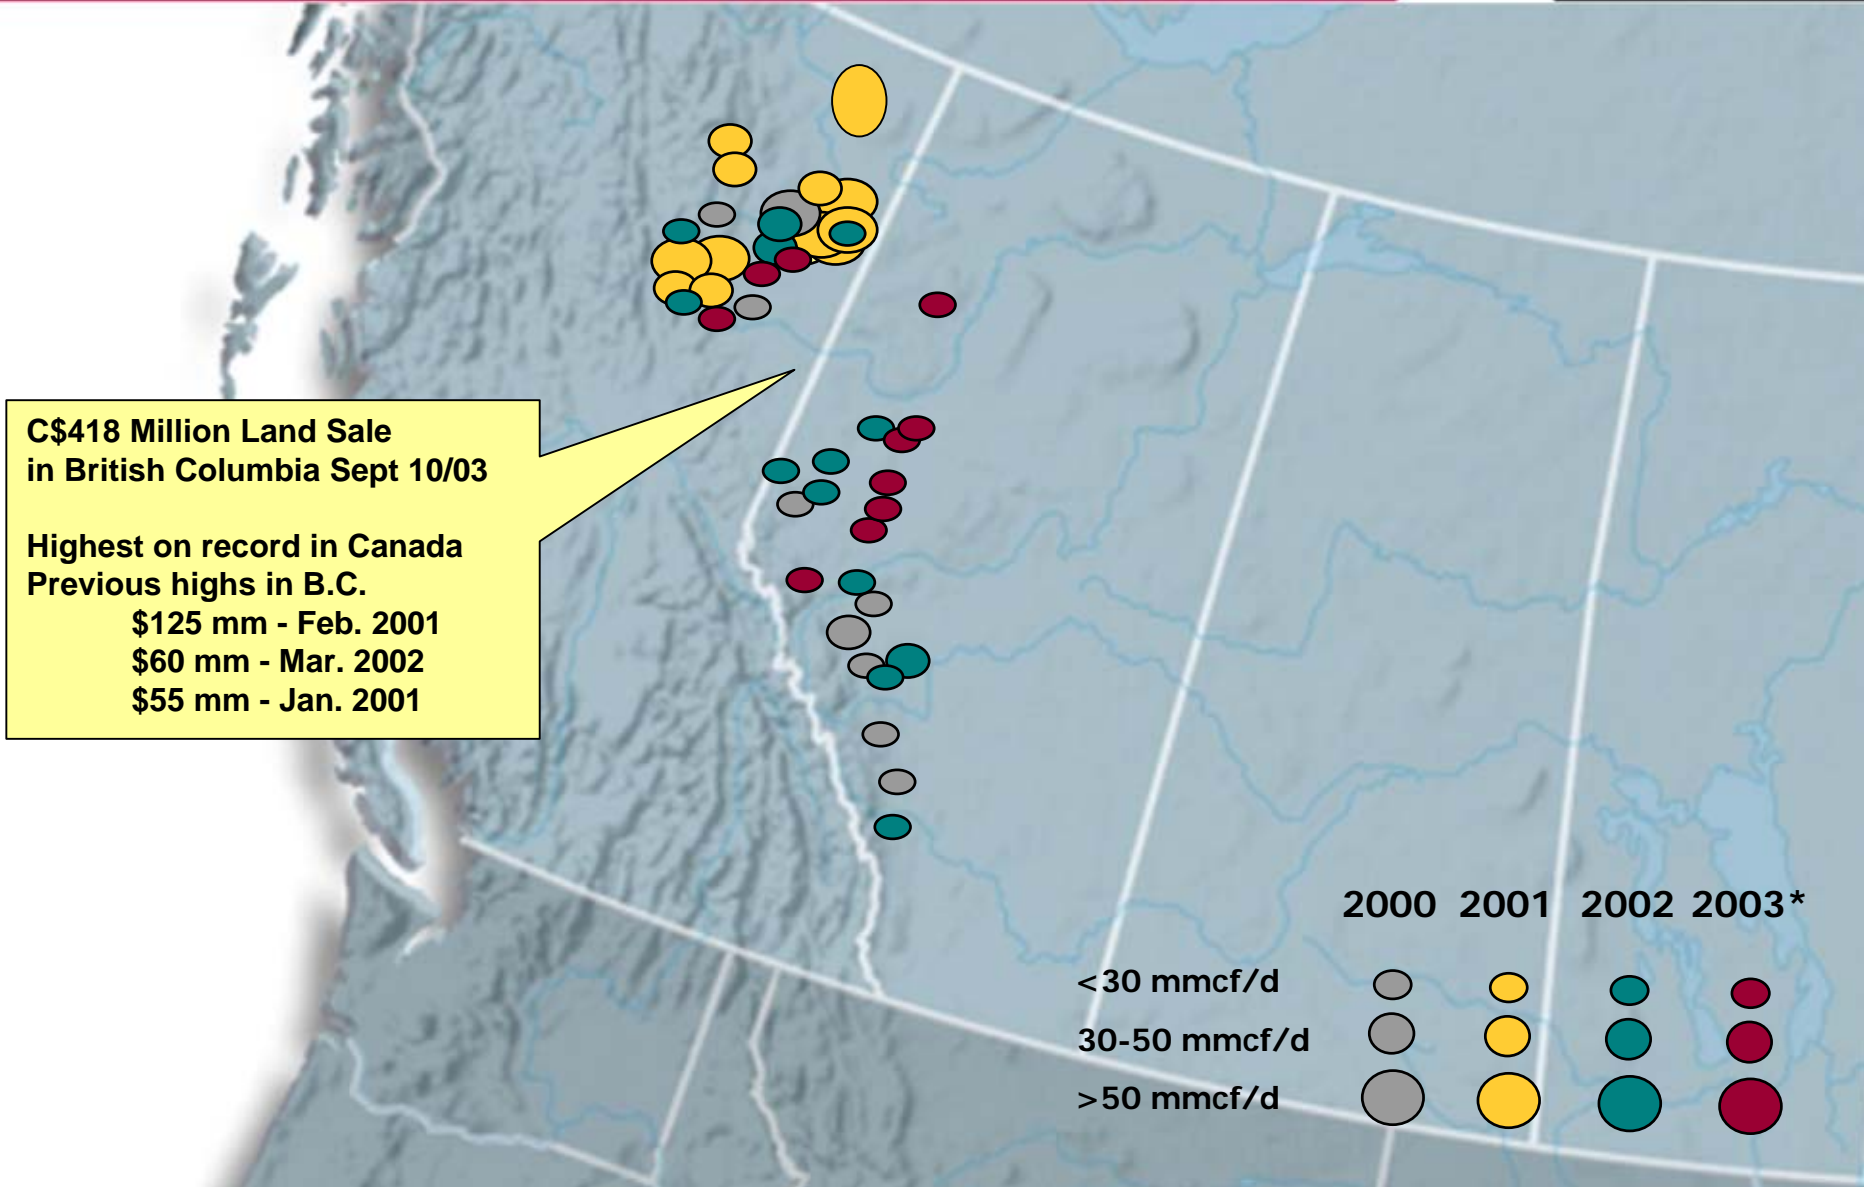 C$418 Million Land Sale
in British Columbia Sept 10/03
Highest on record in Canada
Previous highs in B.C.
$125 mm - Feb. 2001
$60 mm - Mar. 2002
$55 mm - Jan. 2001
2000 2001 2002 2003*
<30 mmcf/d
30-50 mmcf/d
>50 mmcf/d